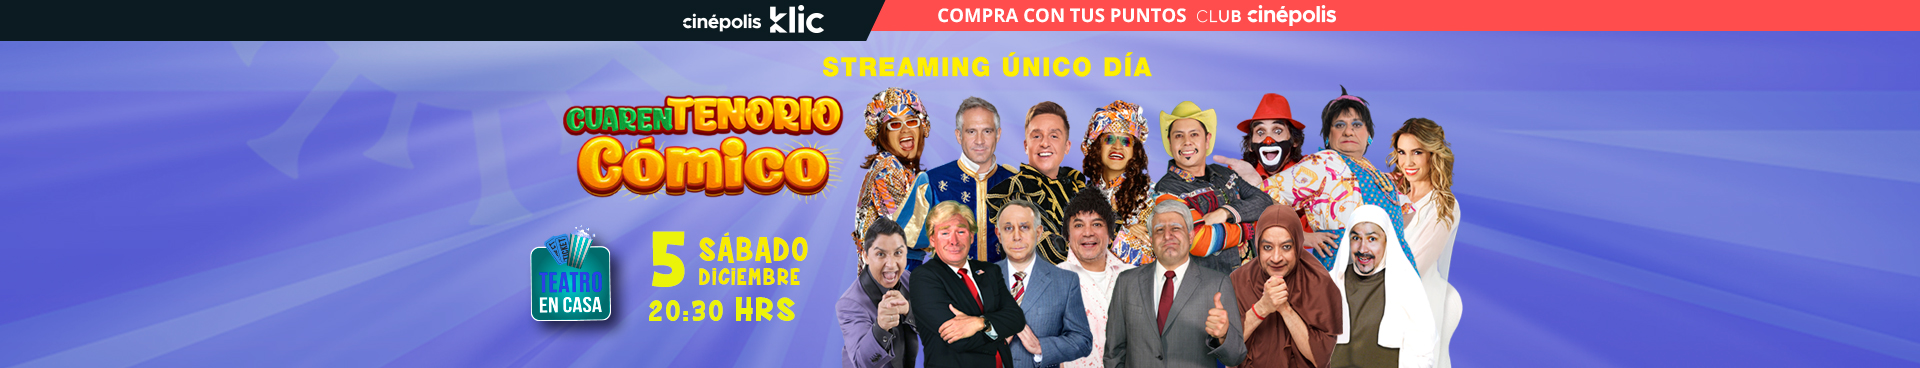 cinépolis klic
COMPRA CON TUS PUNTOS CLUB cinépolis
STREAMING ÚNICO DÍA
CUARENTENORIO
CÓMICO
TEATRO
EN CASA
5 SÁBADO
DICIEMBRE
20:30 HRS